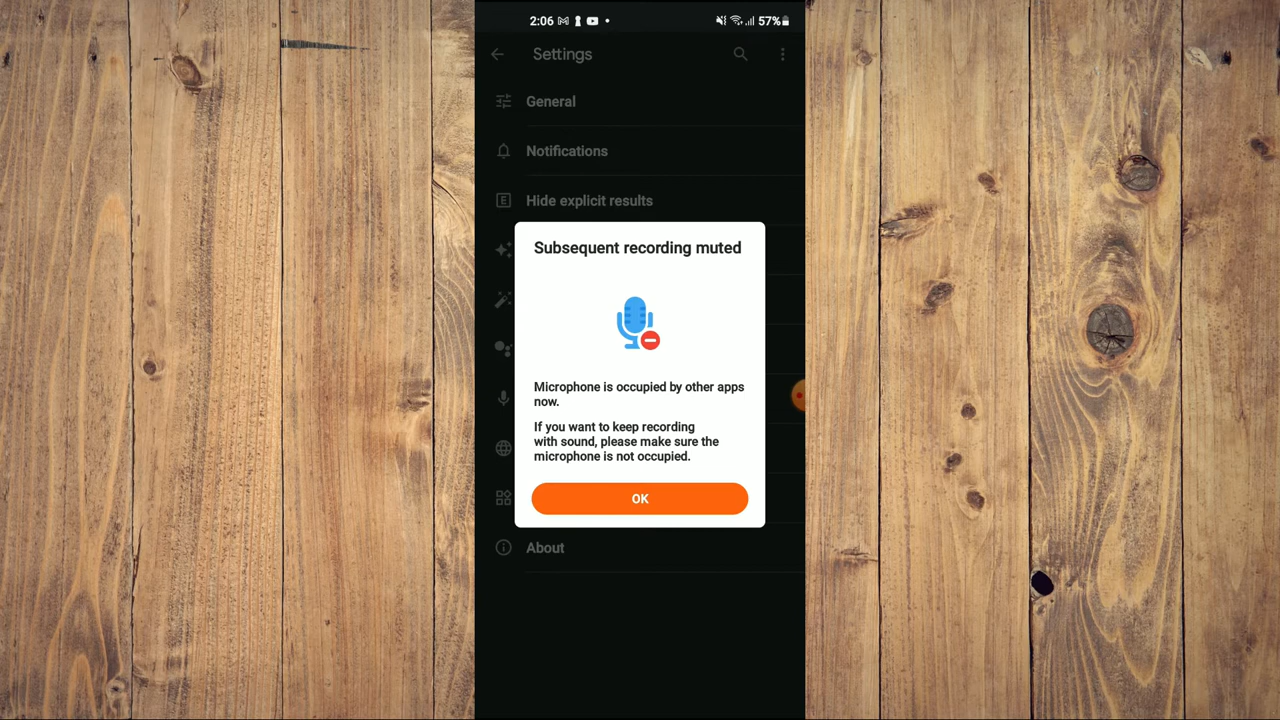 2:06 57%
Settings
General
Notifications
E Hide explicit results
Subsequent recording muted
Microphone is occupied by other apps
now.
If you want to keep recording
with sound, please make sure the
microphone is not occupied.
OK
About